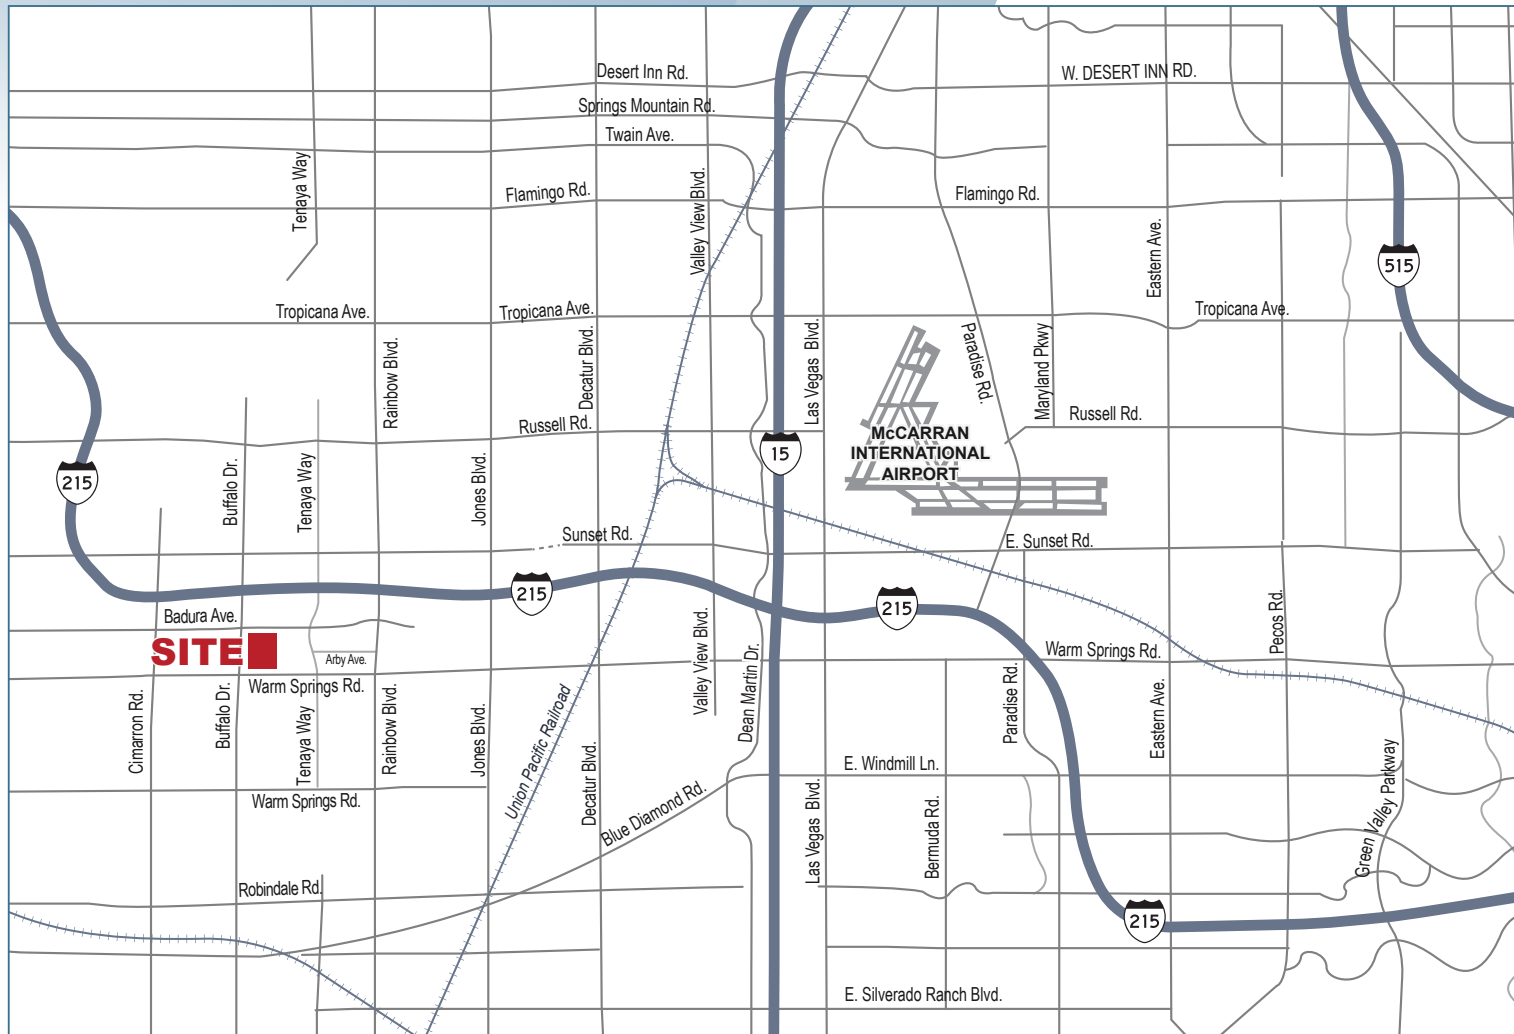 Desert Inn Rd.
W. DESERT INN RD.
Springs Mountain Rd.
Twain Ave.
Tenaya Way
Flamingo Rd.
Valley View Blvd.
Flamingo Rd.
Eastern Ave.
515
Tropicana Ave.
Tropicana Ave.
Tropicana Ave.
Rainbow Blvd.
Decatur Blvd.
Las Vegas Blvd.
Paradise Rd.
Maryland Pkwy
Russell Rd.
Russell Rd.
McCARRAN
INTERNATIONAL
AIRPORT
15
215
Buffalo Dr.
Tenaya Way
Jones Blvd.
Sunset Rd.
E. Sunset Rd.
215
215
Badura Ave.
SITE
Arby Ave.
Warm Springs Rd.
Warm Springs Rd.
Pecos Rd.
Cimarron Rd.
Buffalo Dr.
Tenaya Way
Rainbow Blvd.
Jones Blvd.
Union Pacific Railroad
Decatur Blvd.
Valley View Blvd.
Dean Martin Dr.
Paradise Rd.
Eastern Ave.
E. Windmill Ln.
Warm Springs Rd.
Blue Diamond Rd.
Las Vegas Blvd.
Bermuda Rd.
Green Valley Parkway
Robindale Rd.
215
E. Silverado Ranch Blvd.